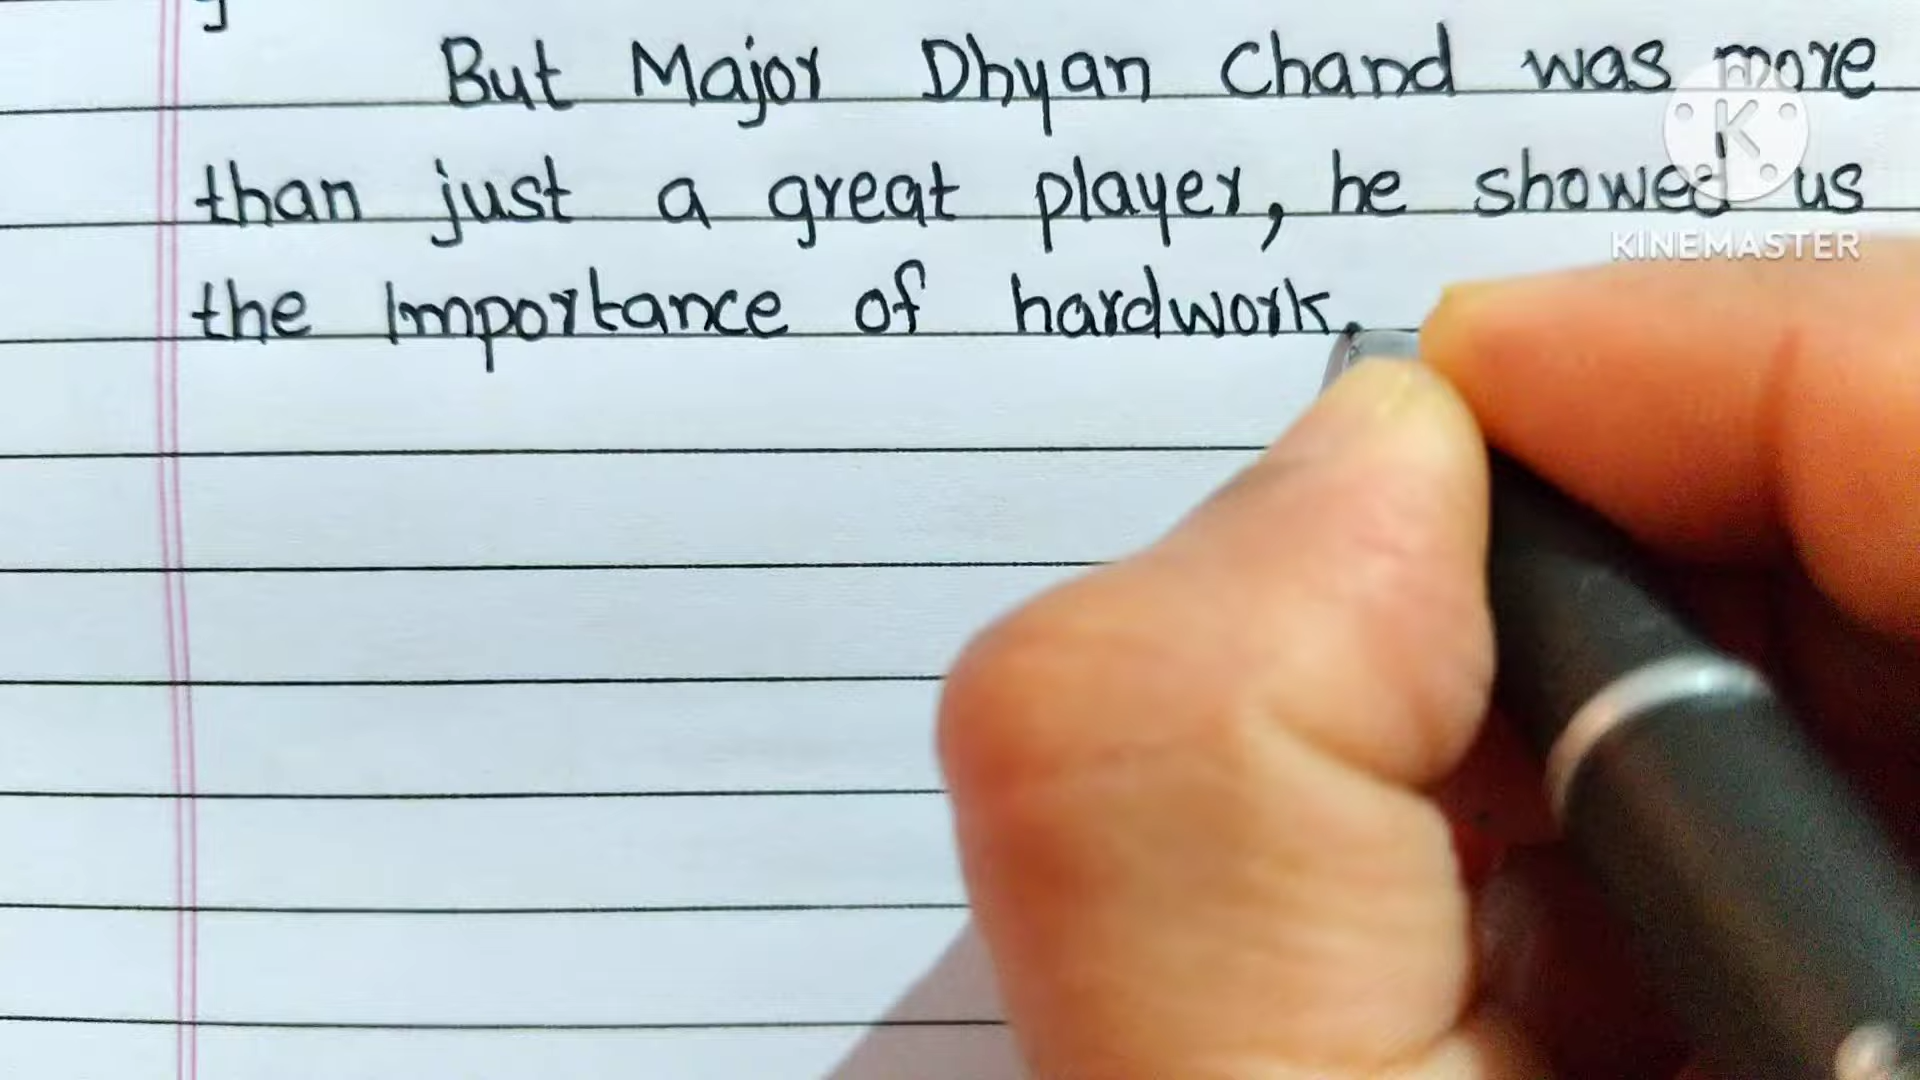 But Major Dhyan Chand was more
than just a great player, he showed us
the Importance of hardwork.
K
KINEMASTER